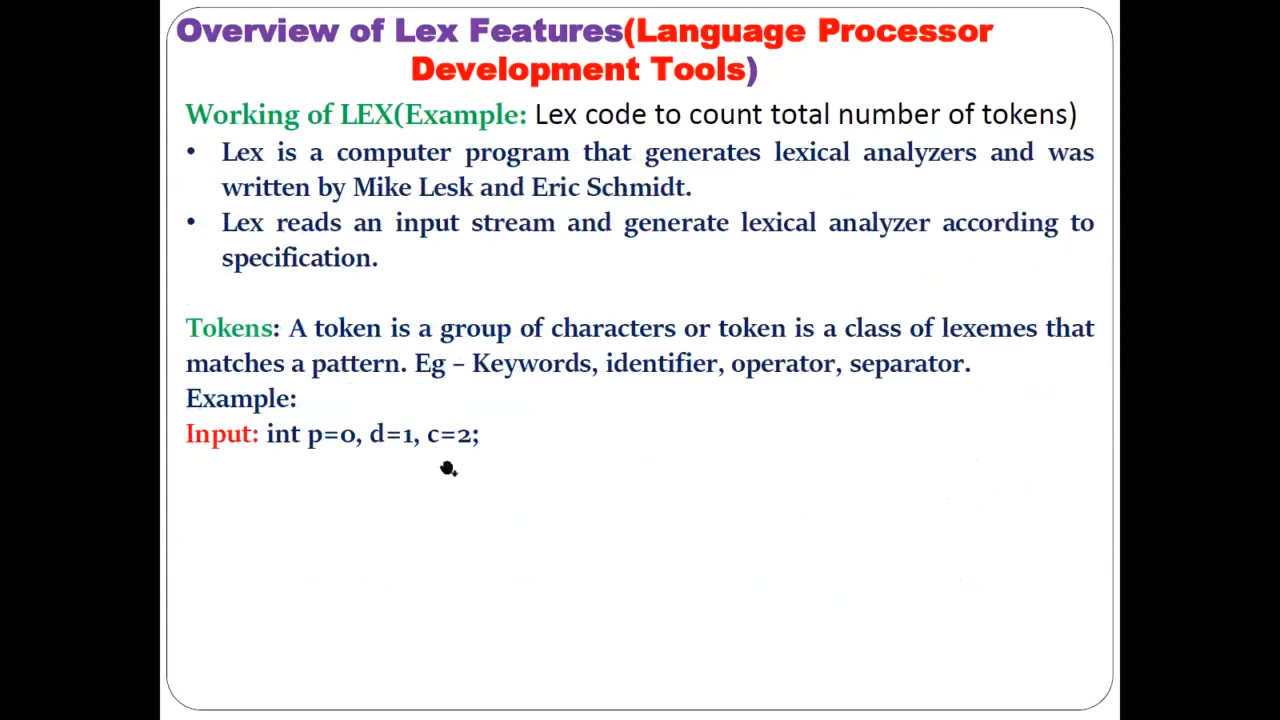 Overview of Lex Features(Language Processor
Development Tools)
Working of LEX(Example: Lex code to count total number of tokens)
• Lex is a computer program that generates lexical analyzers and was
written by Mike Lesk and Eric Schmidt.
• Lex reads an input stream and generate lexical analyzer according to
specification.
Tokens: A token is a group of characters or token is a class of lexemes that
matches a pattern. Eg – Keywords, identifier, operator, separator.
Example:
Input: int p=0, d=1, c=2;